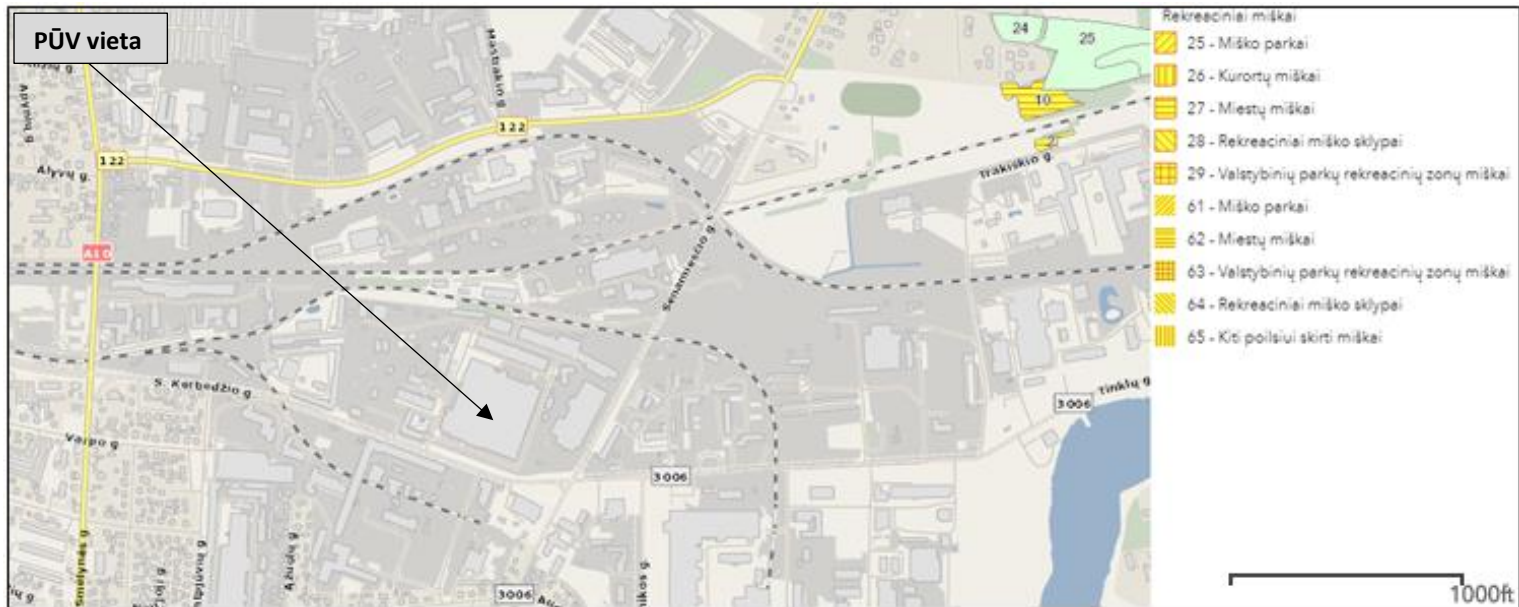 PŪV vieta
Alyvų g.
122
122
A10
S. Kerbedžio g.
Senamiesčio g.
Trakiškio g.
24
25
10
3006
Tinklų g.
3006
3006
Smėlynės g.
Ąžuolų g.
Rekreaciniai miškai
25 - Miško parkai
26 - Kurortų miškai
27 - Miestų miškai
28 - Rekreaciniai miško sklypai
29 - Valstybinių parkų rekreacinių zonų miškai
61 - Miško parkai
62 - Miestų miškai
63 - Valstybinių parkų rekreacinių zonų miškai
64 - Rekreaciniai miško sklypai
65 - Kiti poilsiui skirti miškai
1000ft